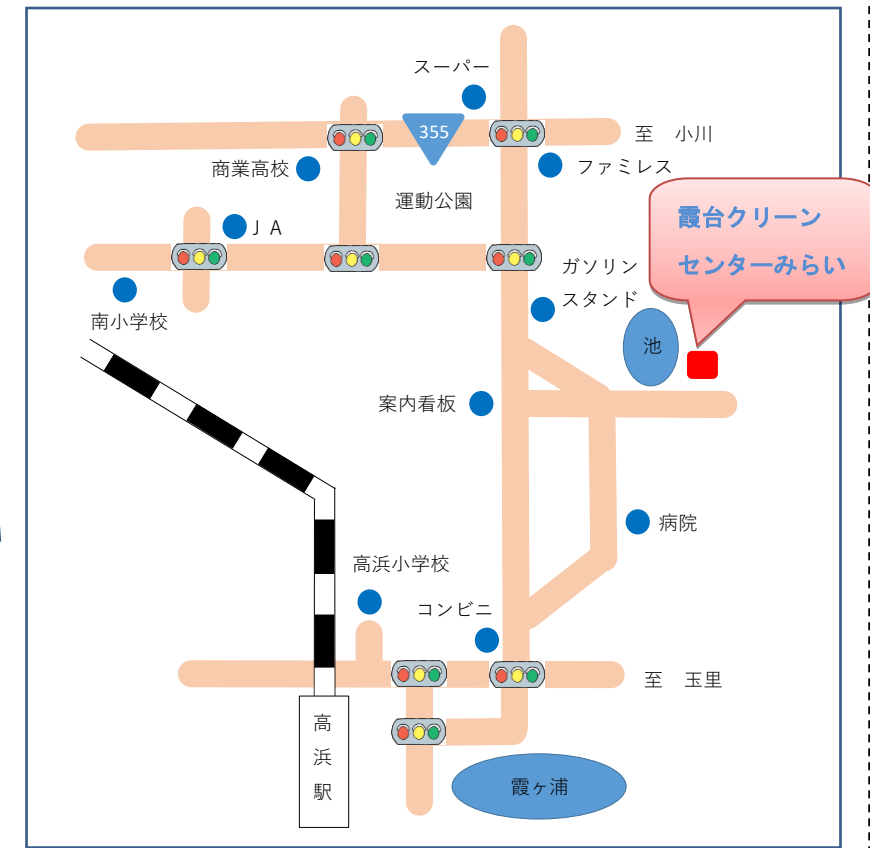 スーパー
355
至　小川
商業高校
ファミレス
運動公園
霞台クリーン
センターみらい
ＪＡ
ガソリン
スタンド
南小学校
池
案内看板
病院
高浜小学校
コンビニ
至　玉里
高
浜
駅
霞ヶ浦